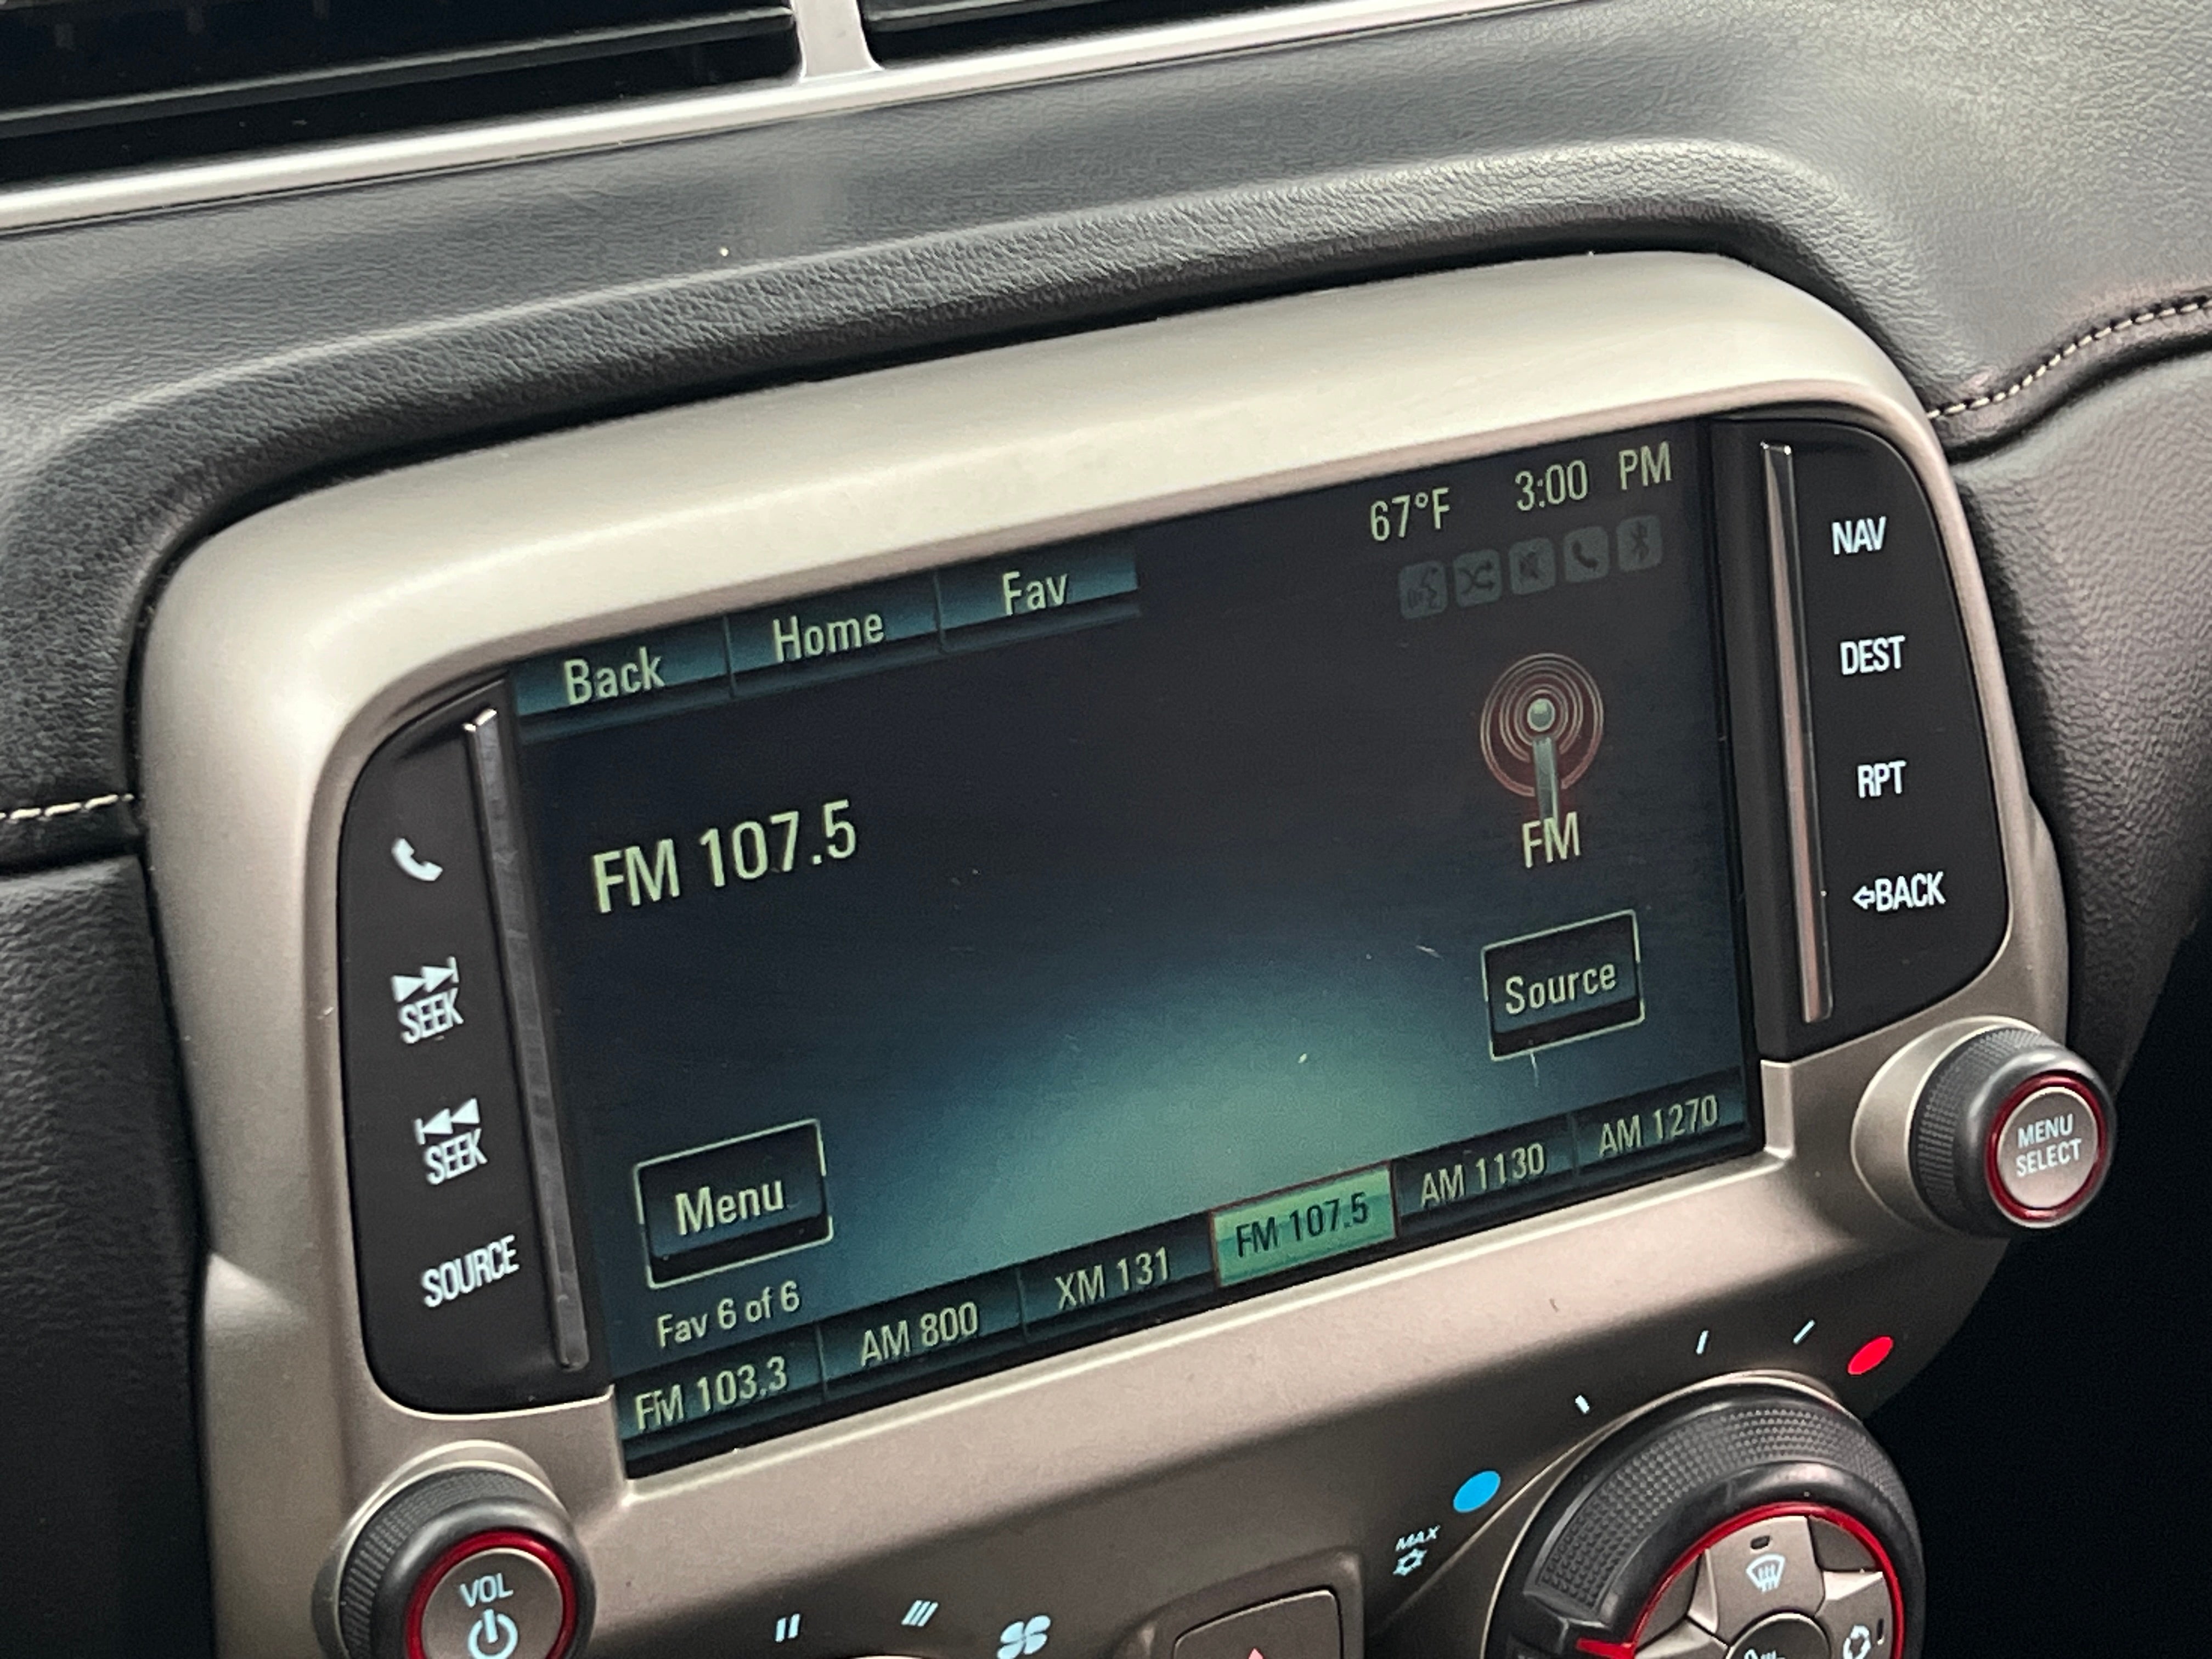 67°F 3:00 PM
Back Home Fav
NAV
DEST
RPT
BACK
FM 107.5
FM
Source
SEEK
SEEK
SOURCE
Menu
Fav 6 of 6
FM 103.3 AM 800 XM 131 FM 107.5 AM 1130 AM 1270
MENU
SELECT
MAX
VOL